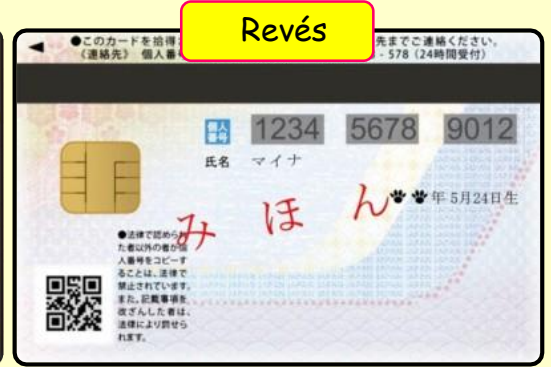 Revés
●このカードを拾得 先までご連絡ください。
《連絡先》 個人番 - 578（24時間受付）
個人番号 1234 5678 9012
氏名 マイナ
年 5月24日生
みほん
●法律で認められ
た者以外の者が個
人番号をコピーす
ることは、法律で
禁止されています。
また、記載事項を
改ざんした者は、
法律により罰せら
れます。